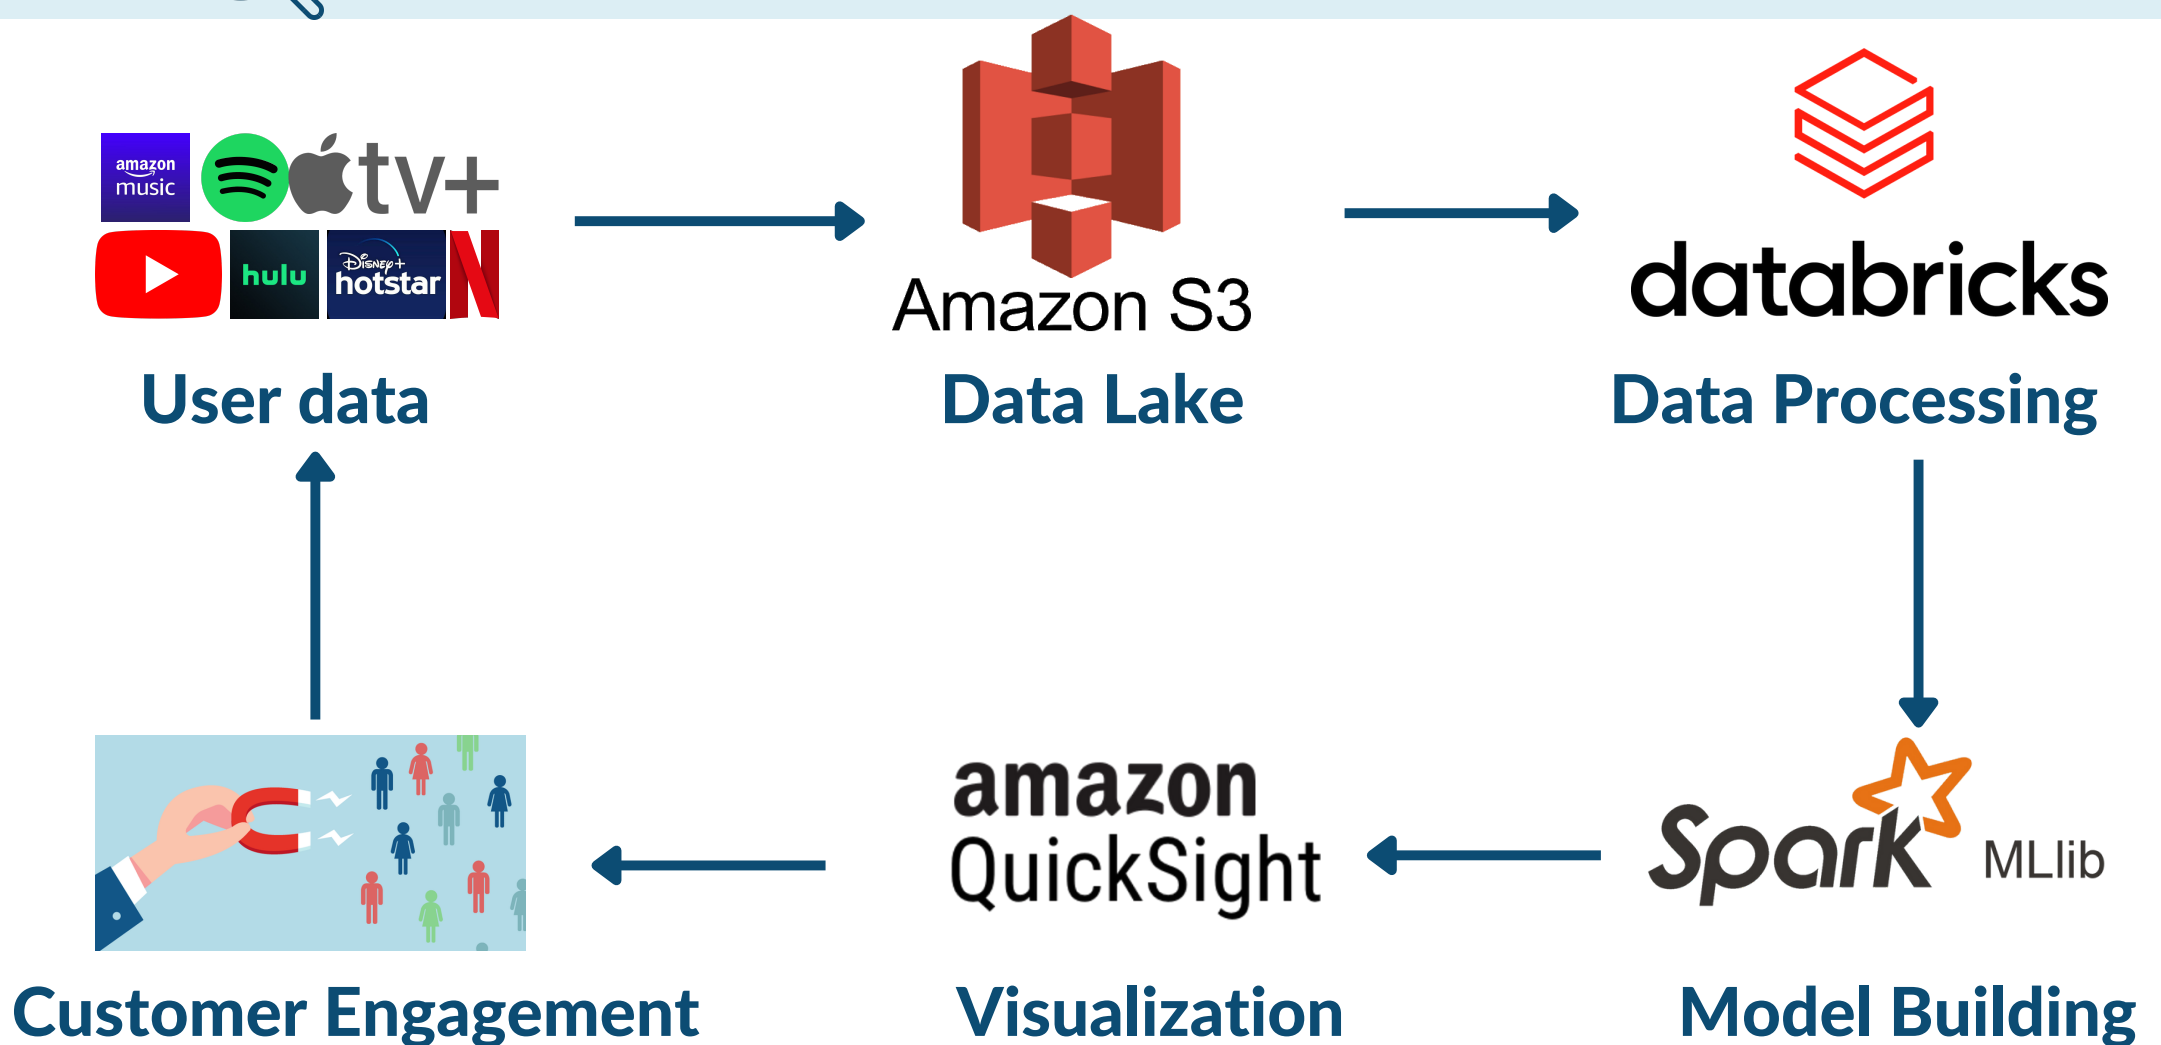 amazon
music
tv+
hulu
Disney+
hotstar
Amazon S3
databricks
User data
Data Lake
Data Processing
amazon
QuickSight
Spark MLlib
Customer Engagement
Visualization
Model Building